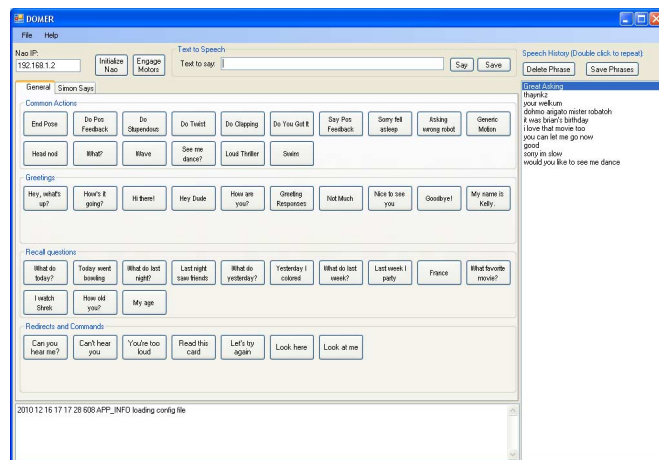 DOMER
File Help
Nao IP:
192.168.1.2
Initialize Nao
Engage Motors
Text to Speech
Text to say:
Say
Save
Speech History (Double click to repeat):
Delete Phrase
Save Phrases
General
Simon Says
Common Actions
End Pose
Do Pos Feedback
Do Stupendous
Do Twist
Do Clapping
Do You Got It
Say Pos Feedback
Sorry fell asleep
Asking wrong robot
Generic Motion
Head nod
What?
Wave
See me dance?
Loud Thriller
Swim
Greetings
Hey, what's up?
How's it going?
Hi there!
Hey Dude
How are you?
Greeting Responses
Not Much
Nice to see you
Goodbye!
My name is Kelly.
Recall questions
What do today?
Today went bowling
What do last night?
Last night saw friends
What do yesterday?
Yesterday I colored
What do last week?
Last week I party
France
What favorite movie?
I watch Shrek
How old you?
My age
Redirects and Commands
Can you hear me?
Can't hear you
You're too loud
Read this card
Let's try again
Look here
Look at me
Great Asking
thaynkz
your welkum
dohmo arigato mister robatoh
it was brian's birthday
i love that movie too
you can let me go now
good
sorry im slow
would you like to see me dance
2010 12 16 17 17 28 608 APP_INFO loading config file